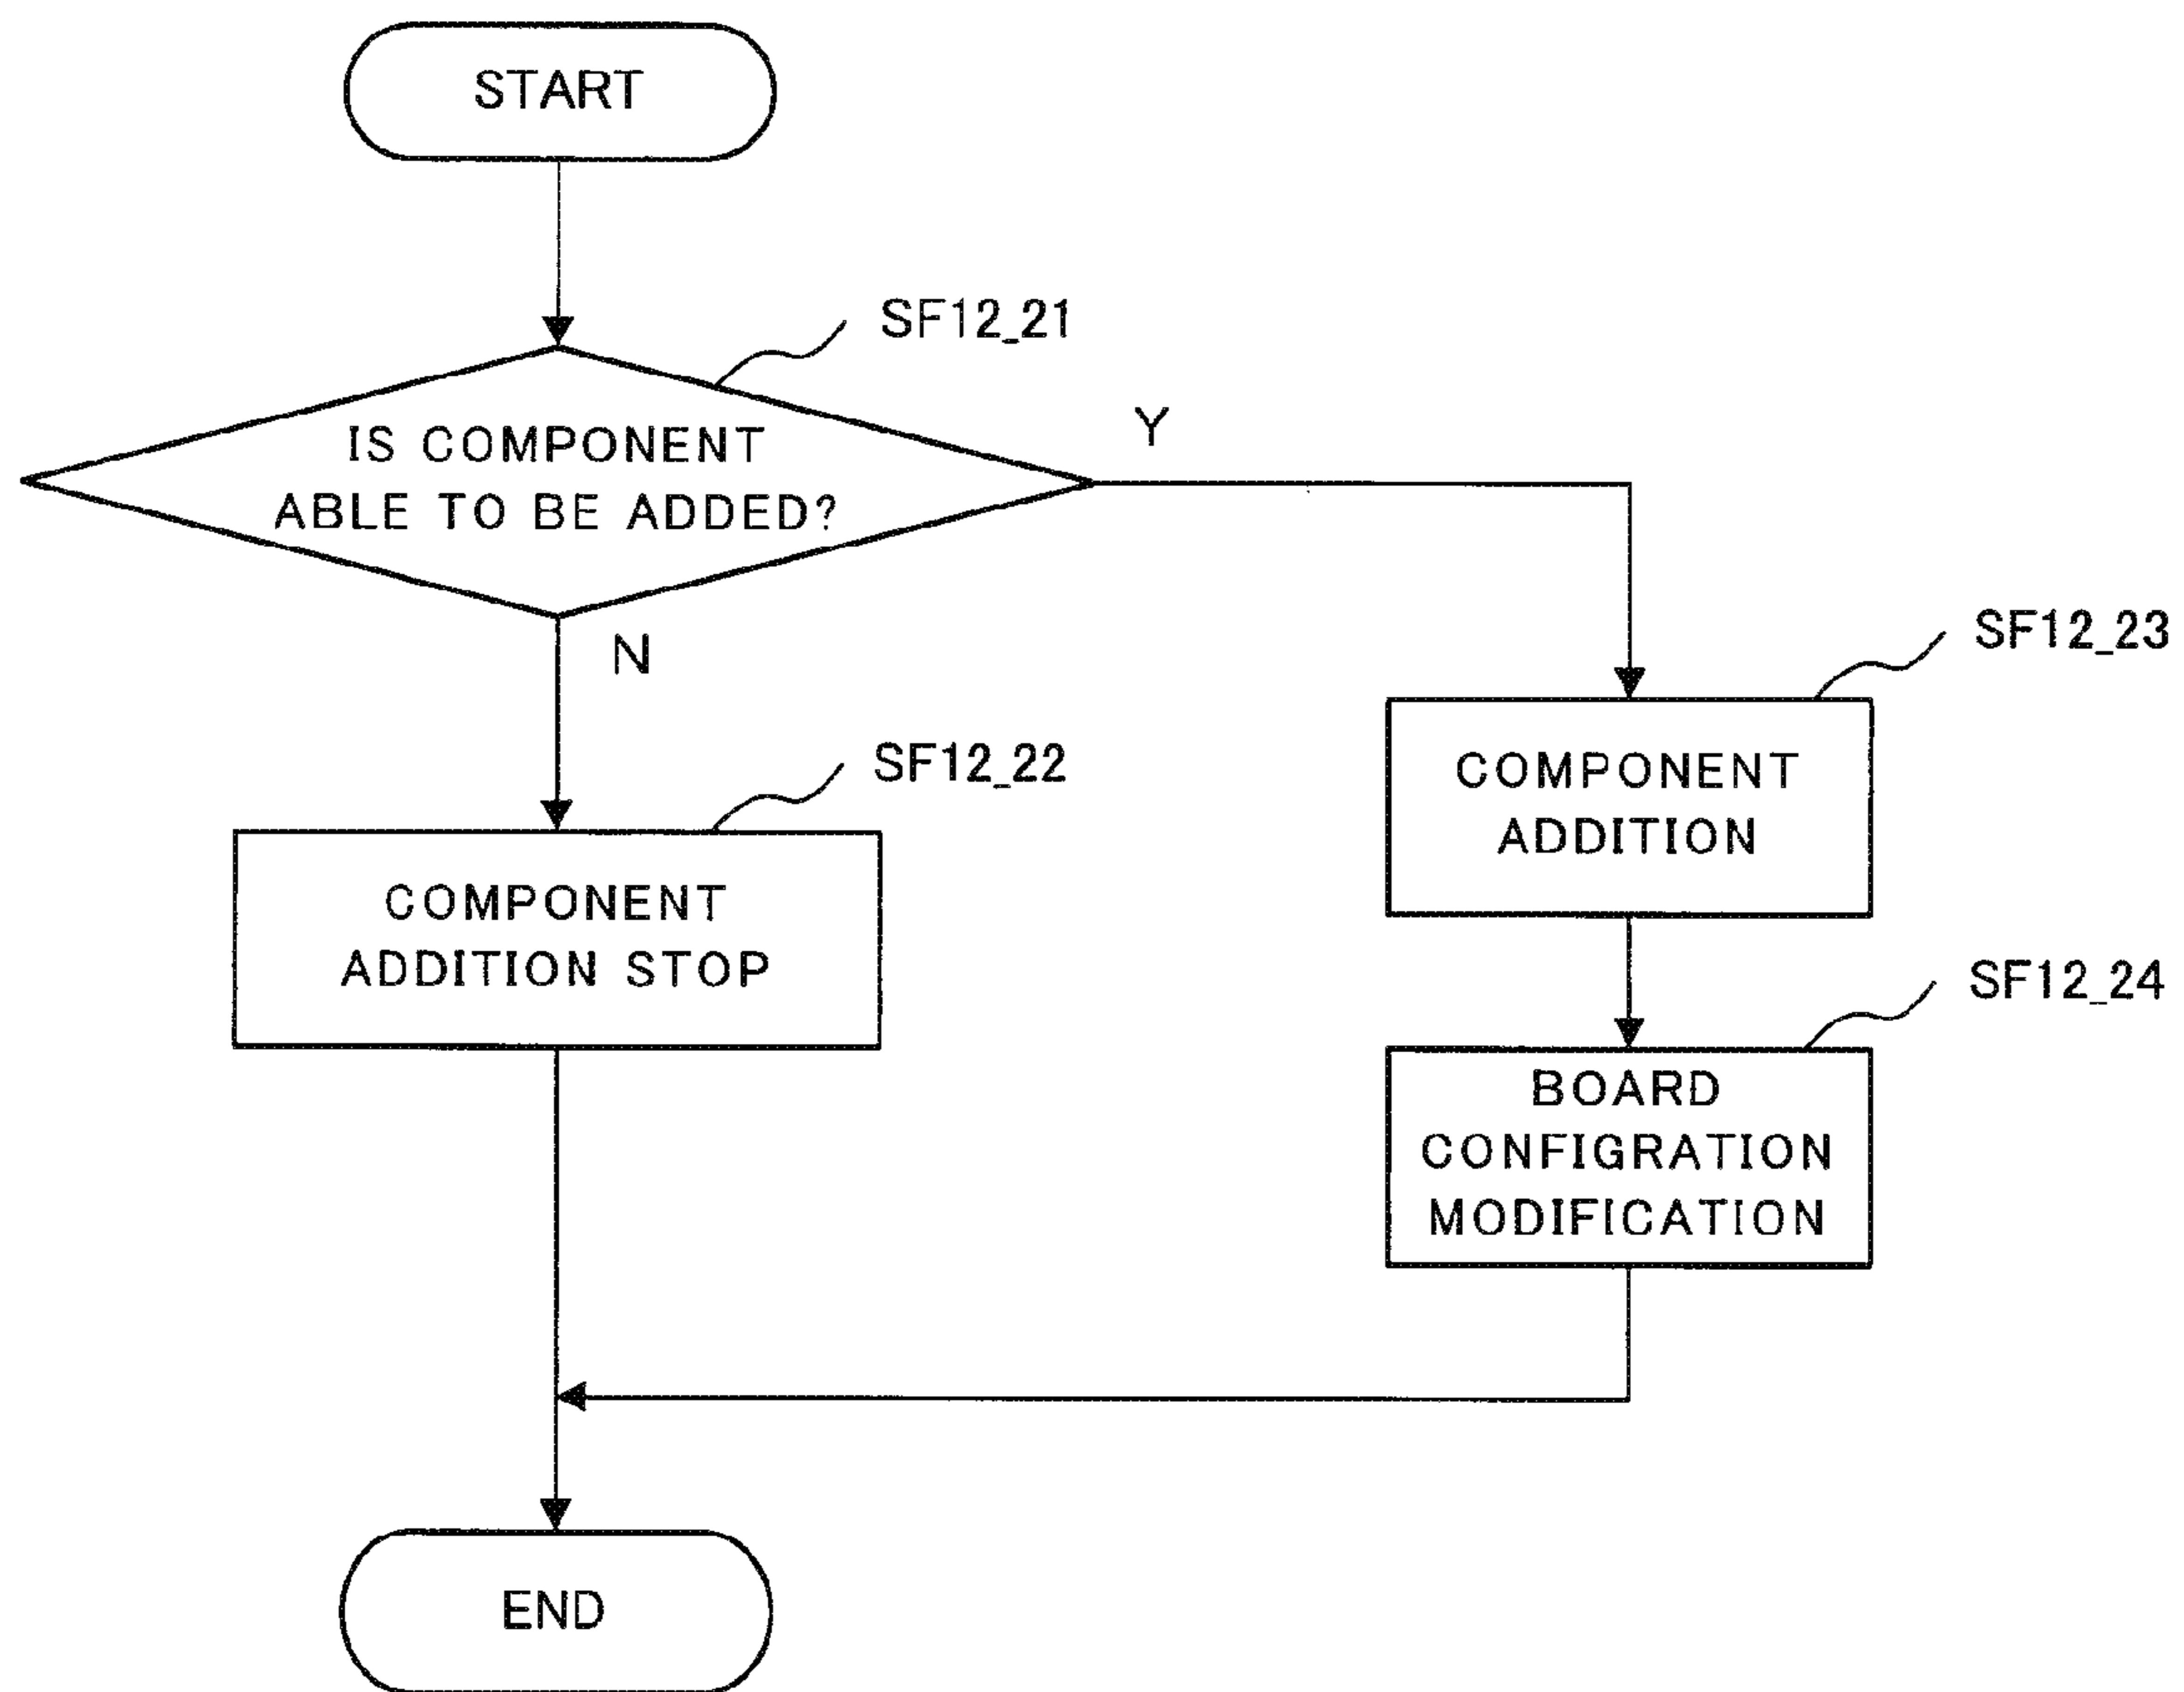 START
SF12_21
IS COMPONENT
ABLE TO BE ADDED?
Y
N
SF12_22
COMPONENT
ADDITION STOP
SF12_23
COMPONENT
ADDITION
SF12_24
BOARD
CONFIGRATION
MODIFICATION
END